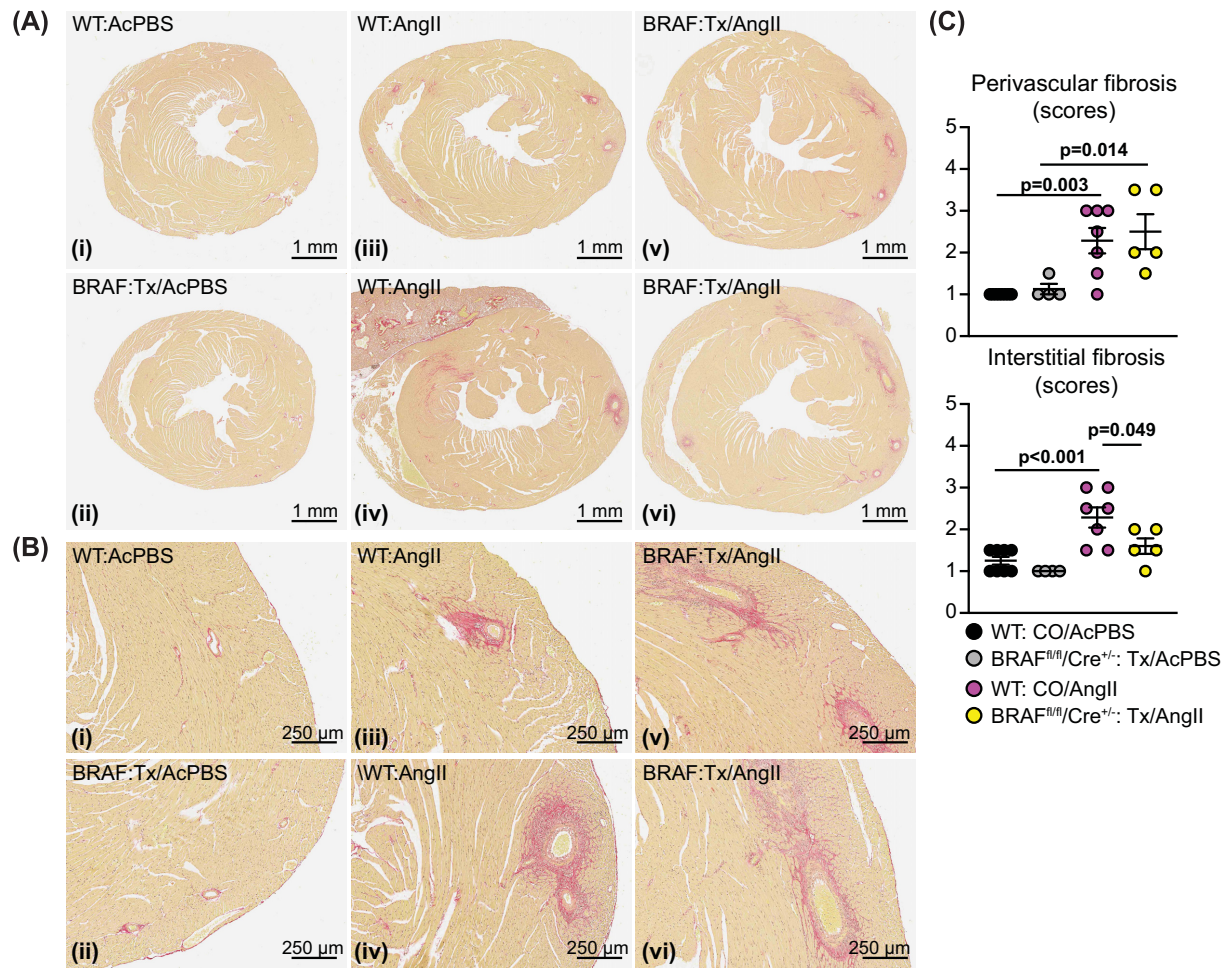 (A)
WT:AcPBS
(i)
1 mm
WT:AngII
(iii)
1 mm
BRAF:Tx/AngII
(v)
1 mm
BRAF:Tx/AcPBS
(ii)
1 mm
WT:AngII
(iv)
1 mm
BRAF:Tx/AngII
(vi)
1 mm
(B)
WT:AcPBS
(i)
250 µm
WT:AngII
(iii)
250 µm
BRAF:Tx/AngII
(v)
250 µm
BRAF:Tx/AcPBS
(ii)
250 µm
\WT:AngII
(iv)
250 µm
BRAF:Tx/AngII
(vi)
250 µm
(C)
Perivascular fibrosis
(scores)
5
4
3
2
1
0
p=0.014
p=0.003
Interstitial fibrosis
(scores)
5
4
3
2
1
0
p=0.049
p<0.001
WT: CO/AcPBS
BRAFfl/fl/Cre+/-: Tx/AcPBS
WT: CO/AngII
BRAFfl/fl/Cre+/-: Tx/AngII